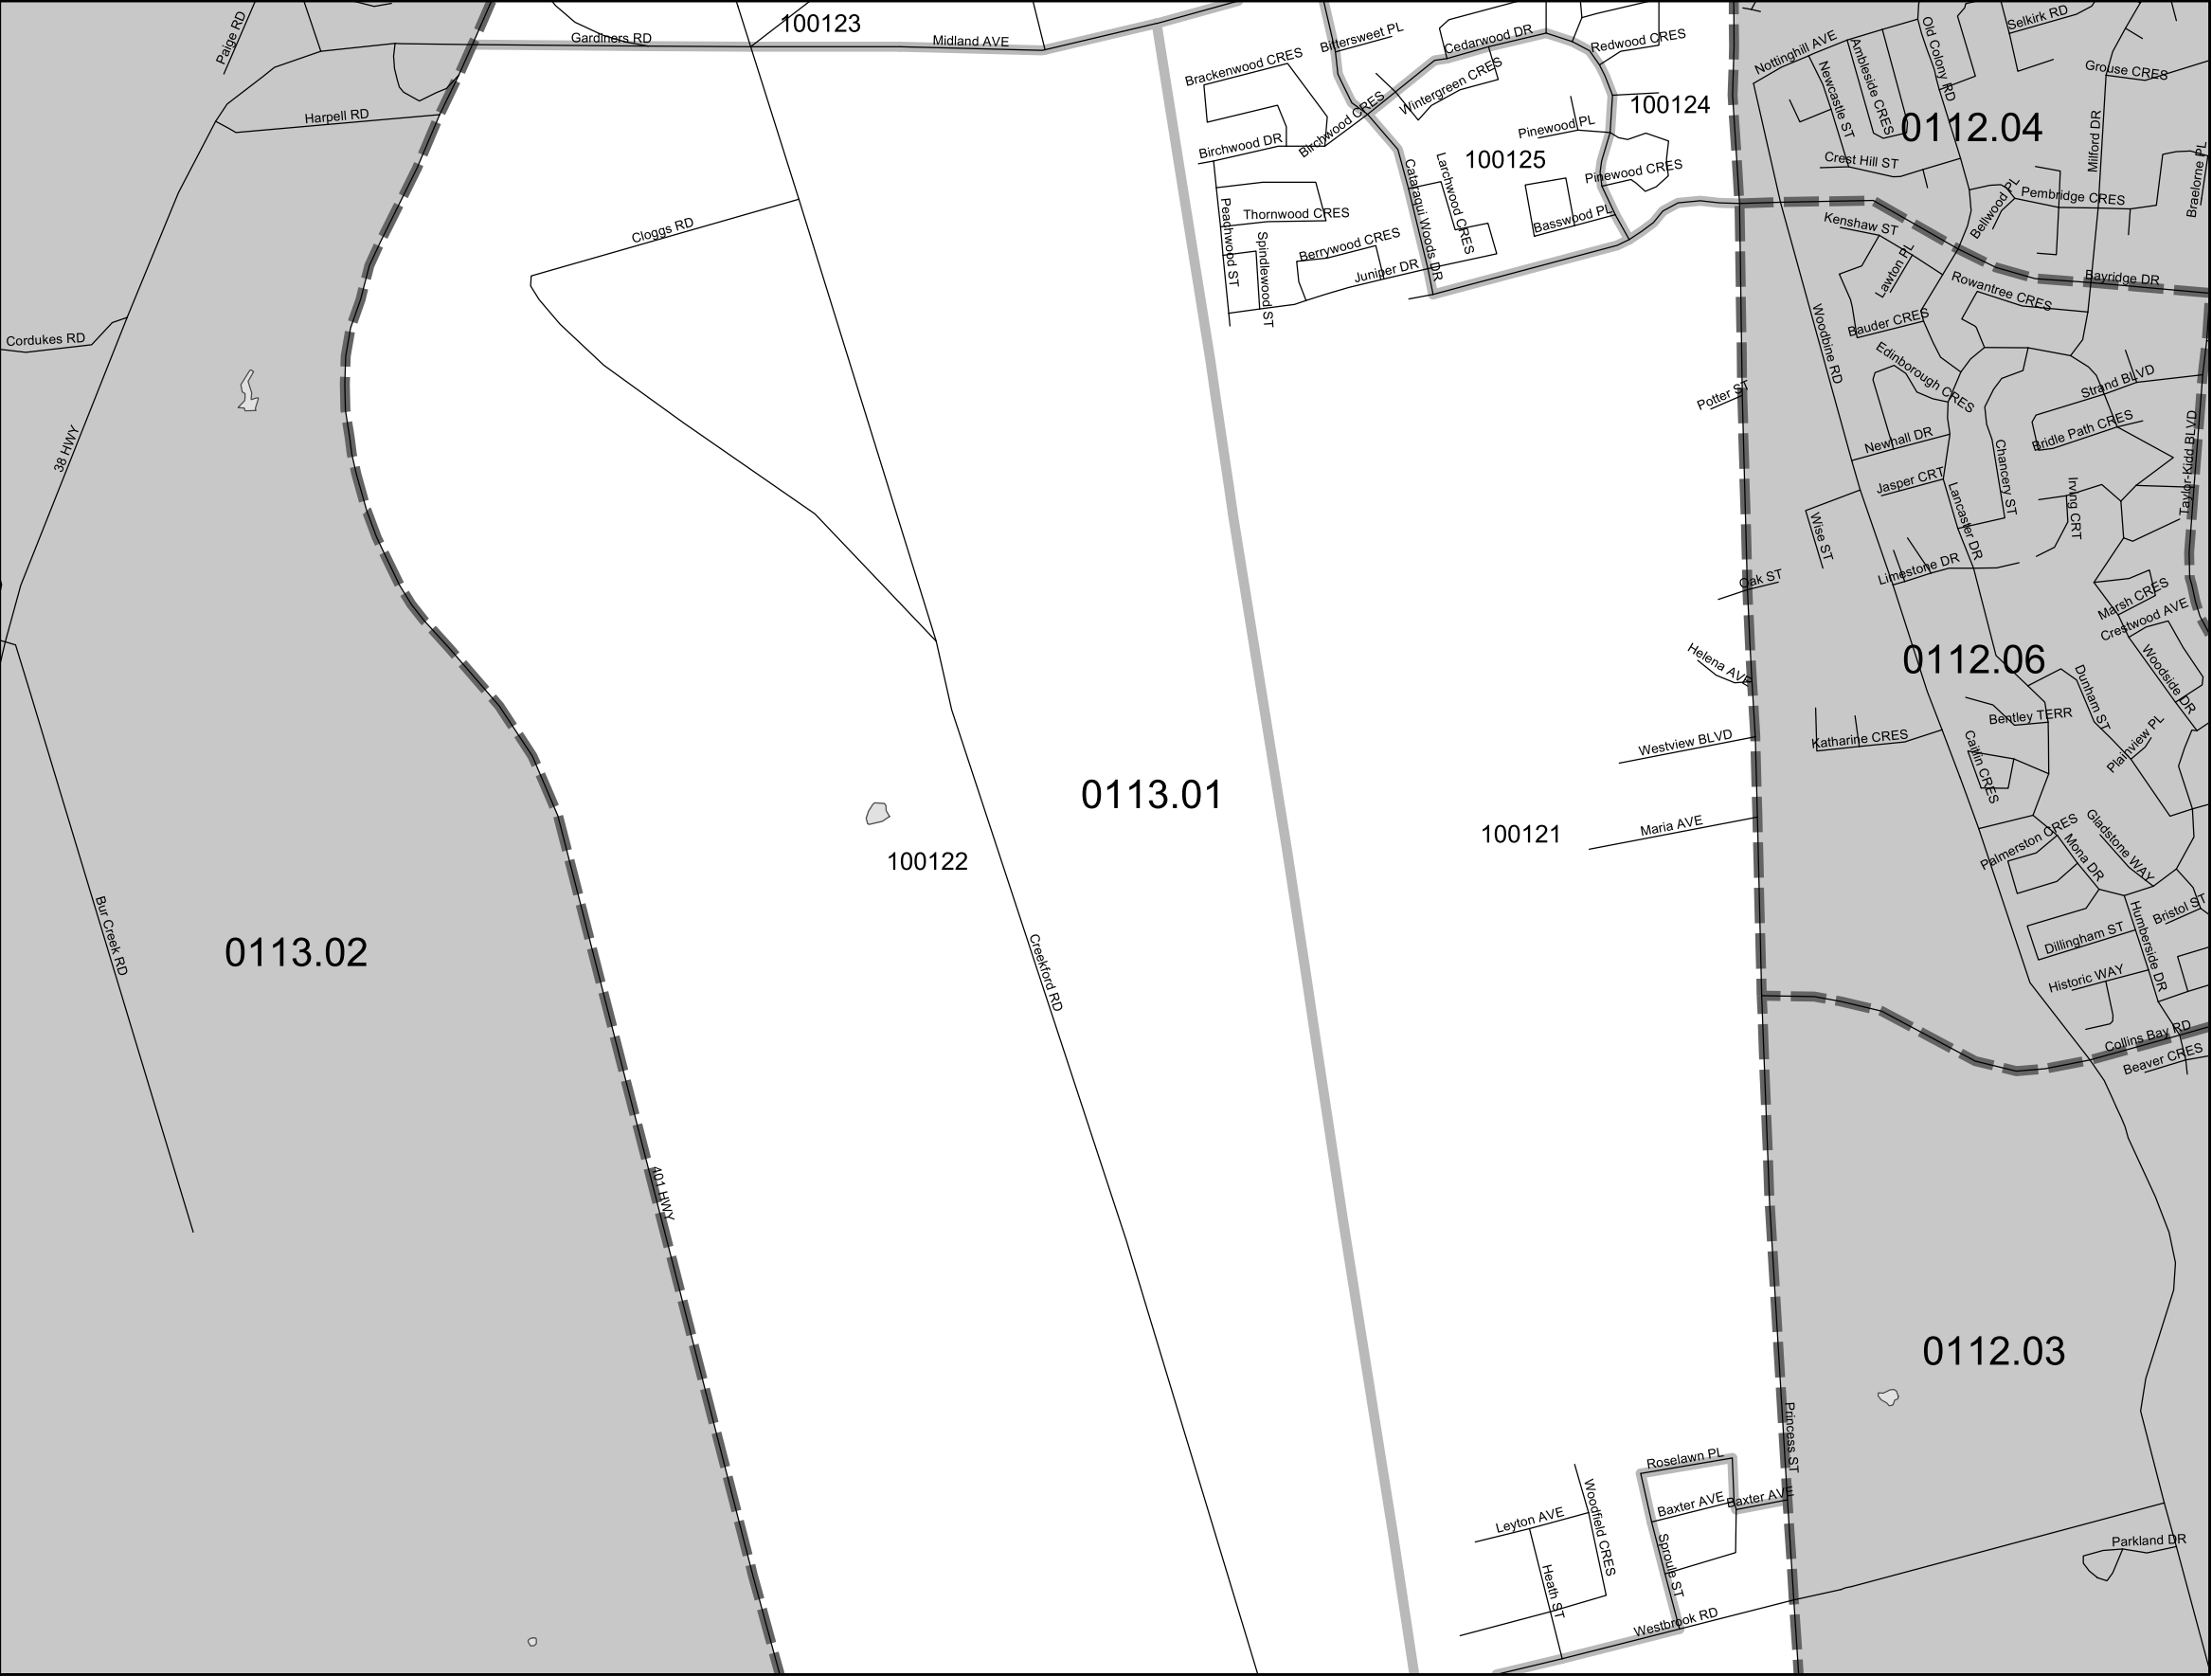 Paige RD
Gardiners RD
100123
Midland AVE
Harpell RD
Cordukes RD
38 HWY
Bur Creek RD
0113.02
401 HWY
Cloggs RD
100122
Creekford RD
0113.01
Brackenwood CRES
Bittersweet PL
Cedarwood DR
Redwood CRES
Wintergreen CRES
Birchwood CRES
Birchwood DR
100124
Pinewood PL
100125
Pinewood CRES
Cataraqui Woods DR
Larchwood CRES
Basswood PL
Thornwood CRES
Peachwood ST
Spindlewood ST
Berrywood CRES
Juniper DR
Potter ST
Oak ST
Helena AVE
Westview BLVD
Maria AVE
100121
Princess ST
Roselawn PL
Baxter AVE
Baxter AVE
Leyton AVE
Woodfield CRES
Heath ST
Sproule ST
Westbrook RD
Nottinghill AVE
Newcastle ST
Ambleside CRES
Old Colony RD
Selkirk RD
Grouse CRES
0112.04
Milford DR
Crest Hill ST
Braelorne PL
Bellwood PL
Pembridge CRES
Kenshaw ST
Lawton PL
Bayridge DR
Rowantree CRES
Bauder CRES
Woodbine RD
Edinborough CRES
Strand BLVD
Bridle Path CRES
Newhall DR
Taylor-Kidd BLVD
Jasper CRT
Chancery ST
Lancaster DR
Irving CRT
Wise ST
Limestone DR
Marsh CRES
Crestwood AVE
0112.06
Woodside DR
Dunham ST
Bentley TERR
Plainview PL
Katharine CRES
Caitlin CRES
Palmerston CRES
Mona DR
Gladstone WAY
Bristol ST
Humberside DR
Dillingham ST
Historic WAY
Collins Bay RD
Beaver CRES
0112.03
Parkland DR